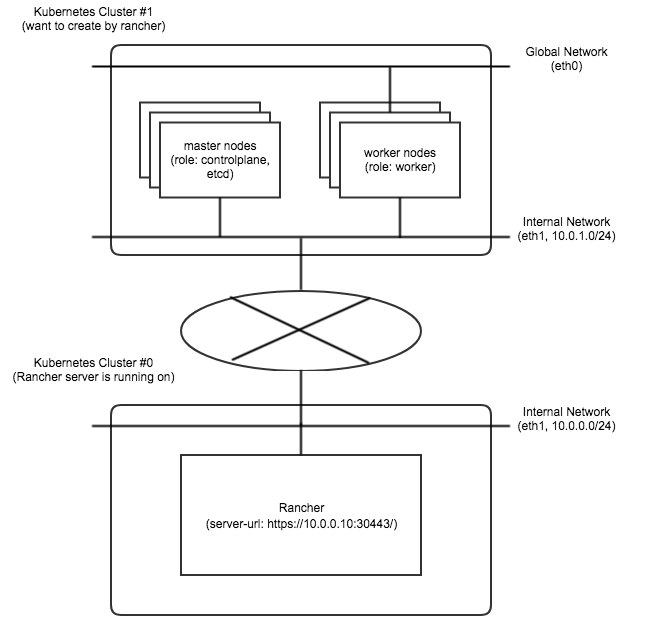 Kubernetes Cluster #1
(want to create by rancher)
Global Network
(eth0)
master nodes
(role: controlplane,
etcd)
worker nodes
(role: worker)
Internal Network
(eth1, 10.0.1.0/24)
Kubernetes Cluster #0
(Rancher server is running on)
Internal Network
(eth1, 10.0.0.0/24)
Rancher
(server-url: https://10.0.0.10:30443/)